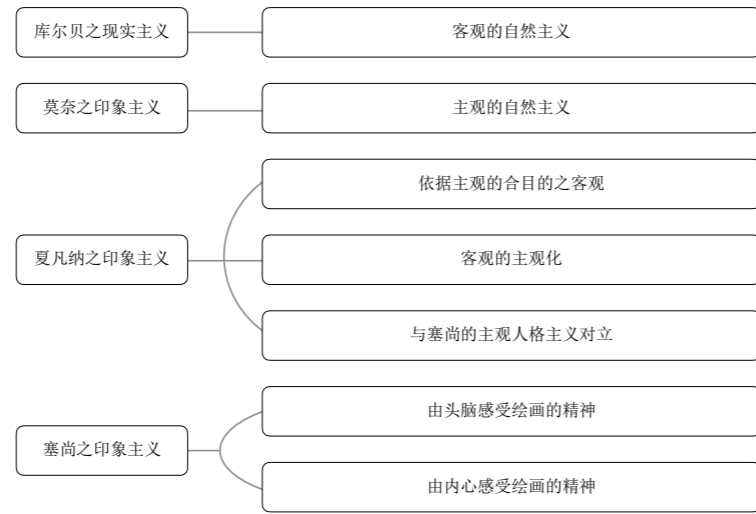 库尔贝之现实主义
客观的自然主义
莫奈之印象主义
主观的自然主义
夏凡纳之印象主义
依据主观的合目的之客观
客观的主观化
与塞尚的主观人格主义对立
塞尚之印象主义
由头脑感受绘画的精神
由内心感受绘画的精神